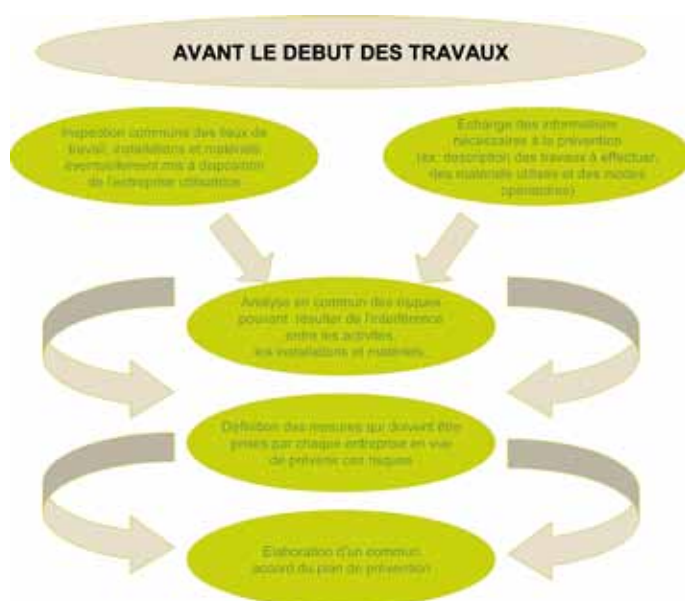 AVANT LE DEBUT DES TRAVAUX
Inspection commune des lieux de
travail, installations et matériels
éventuellement mis à disposition
de l'entreprise utilisatrice
Echange des informations
nécessaires à la prévention
(ex: description des travaux à effectuer,
des matériels utilisés et des modes
opératoires)
Analyse en commun des risques
pouvant résulter de l'interférence
entre les activités
les installations et matériels
Définition des mesures qui doivent être
prises par chaque entreprise en vue
de prévenir ces risques
Elaboration d'un commun
accord du plan de prévention